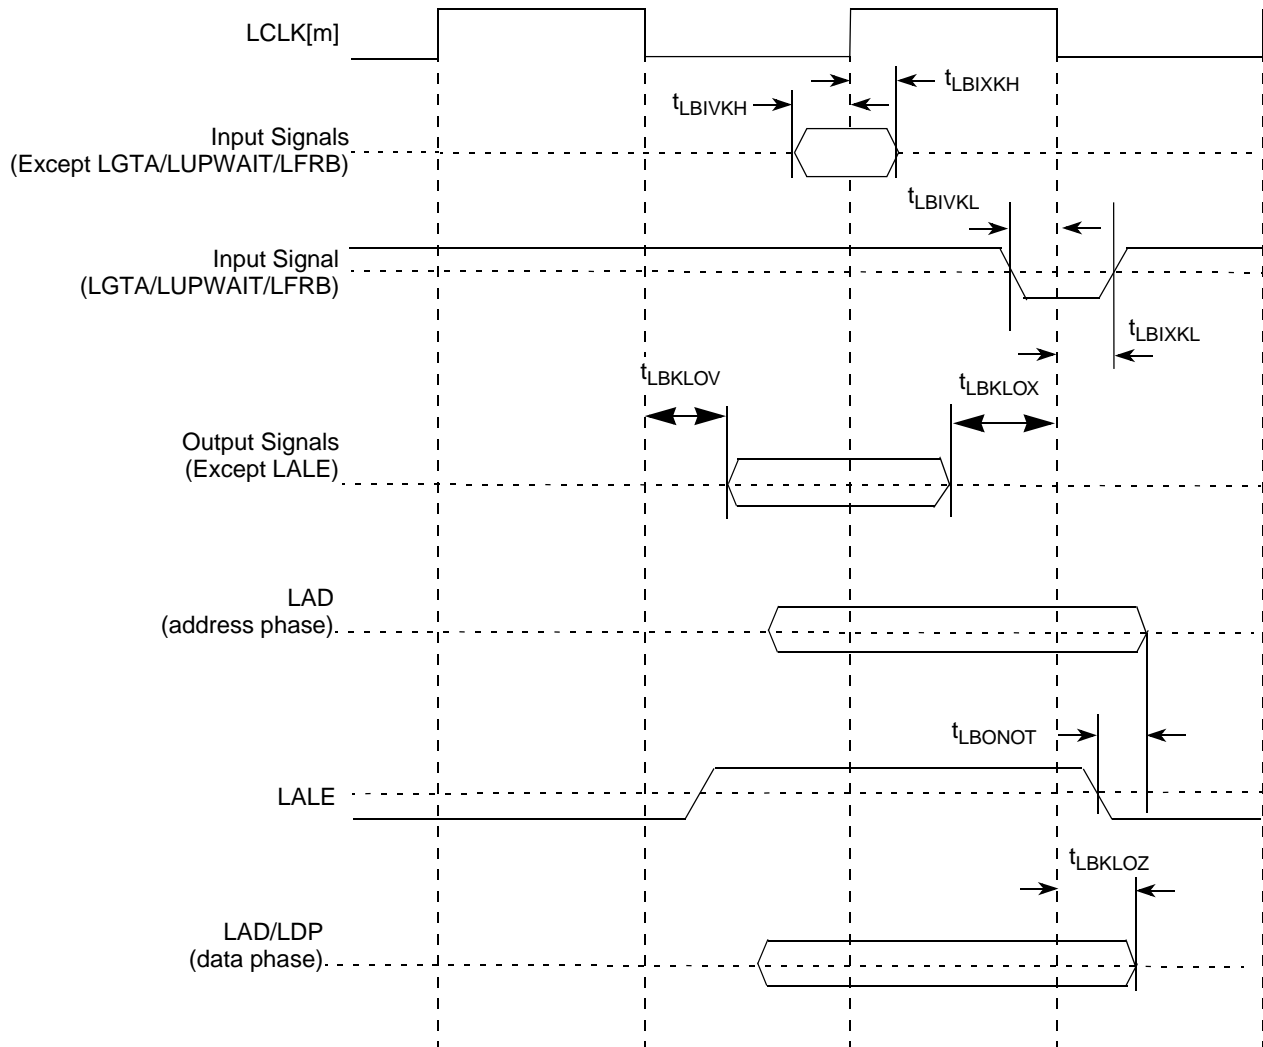 LCLK[m]
tLBIXKH
tLBIVKH
Input Signals
(Except LGTA/LUPWAIT/LFRB)
tLBIVKL
Input Signal
(LGTA/LUPWAIT/LFRB)
tLBIXKL
tLBKLOV
tLBKLOX
Output Signals
(Except LALE)
LAD
(address phase)
tLBONOT
LALE
tLBKLOZ
LAD/LDP
(data phase)